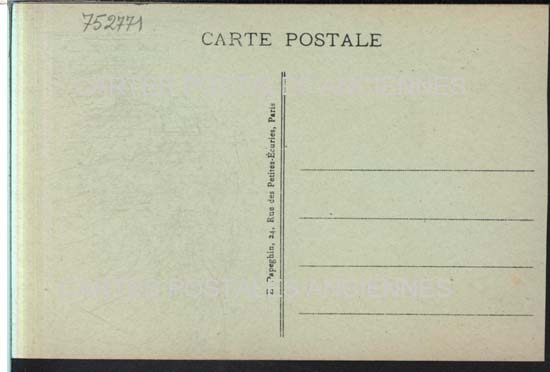 752771
CARTE POSTALE
CARTES POSTALES ANCIENNES
E. Papeghin, 24, Rue des Petites-Écuries, Paris
CARTES POSTALES ANCIENNES